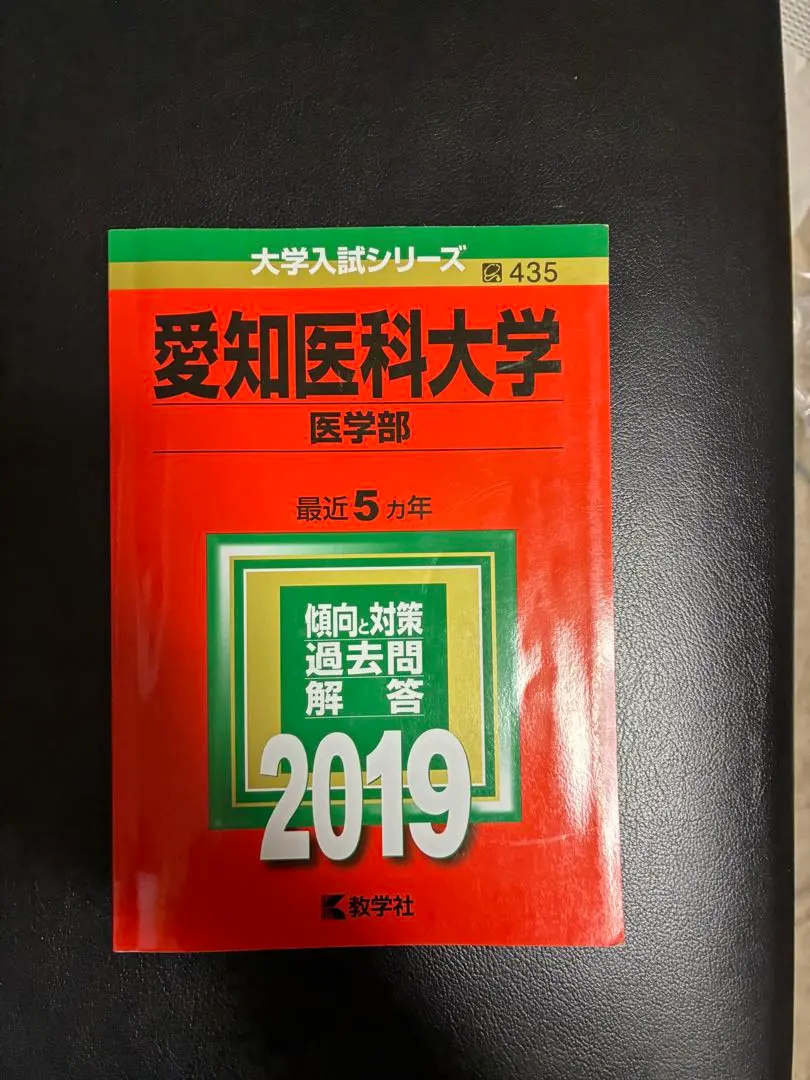 大学入試シリーズ
435
愛知医科大学
医学部
最近5ヵ年
傾向と対策
過去問
解答
2019
教学社